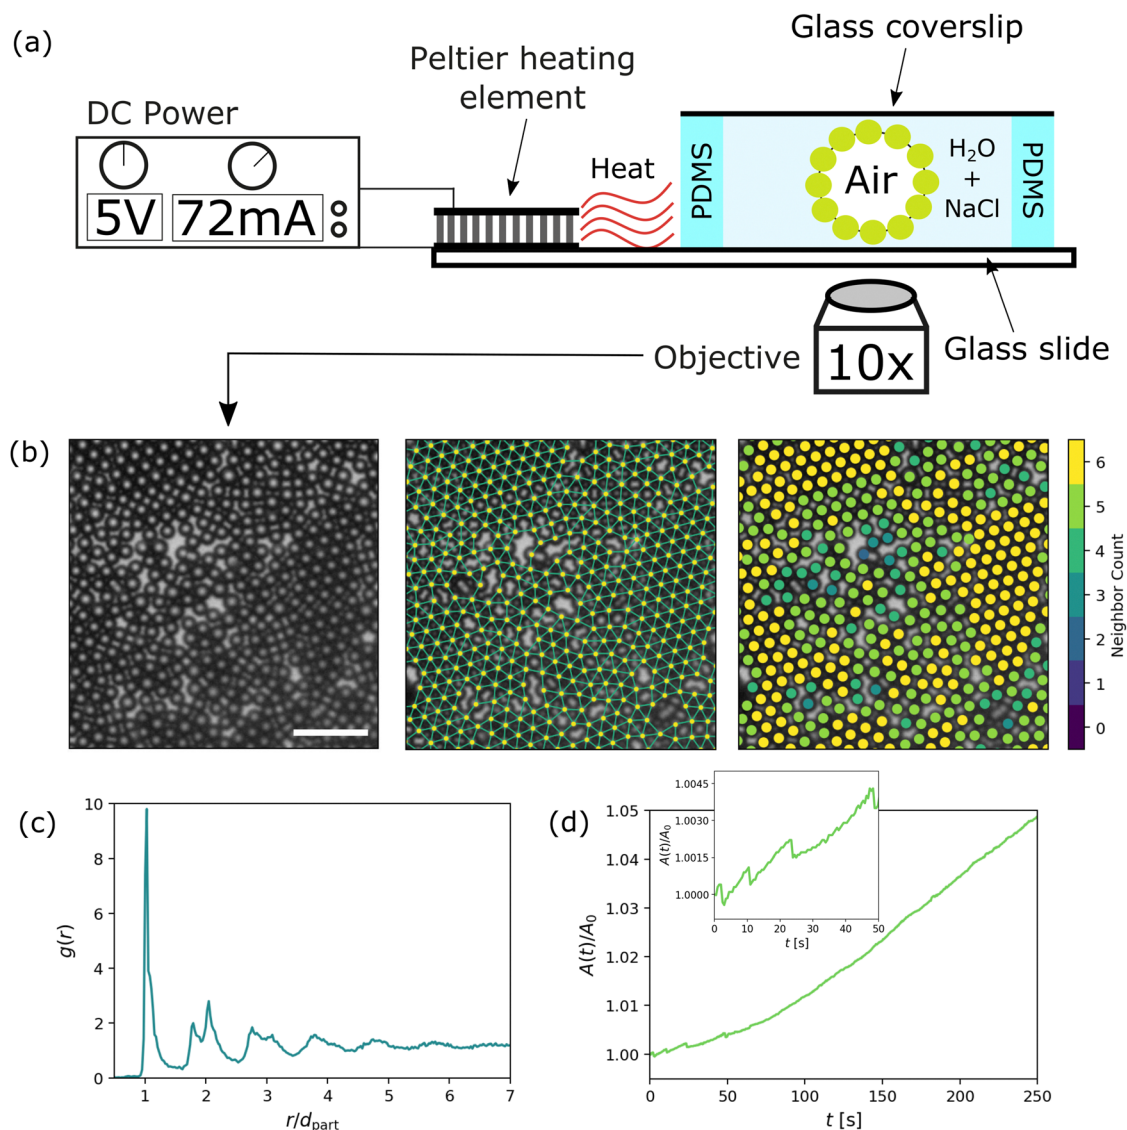 (a)
Glass coverslip
Peltier heating
element
DC Power
5V 72mA
Heat
PDMS
Air
H₂O
+
NaCl
PDMS
Objective
10x
Glass slide
(b)
6
5
4
3
2
1
0
Neighbor Count
(c)
10
8
6
4
2
0
g(r)
1 2 3 4 5 6 7
r/d_part
(d)
1.05
1.04
1.03
1.02
1.01
1.00
A(t)/A₀
0 50 100 150 200 250
t [s]
1.0045
1.0030
1.0015
1.0000
A(t)/A₀
0 10 20 30 40 50
t [s]